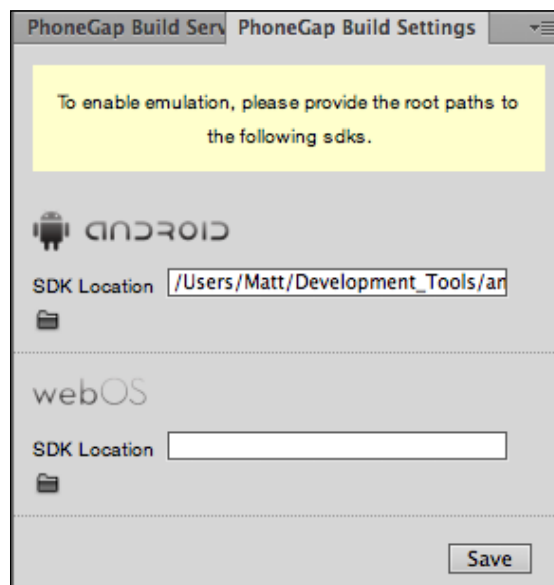 PhoneGap Build Serv PhoneGap Build Settings
To enable emulation, please provide the root paths to
the following sdks.
android
SDK Location /Users/Matt/Development_Tools/an
webOS
SDK Location
Save